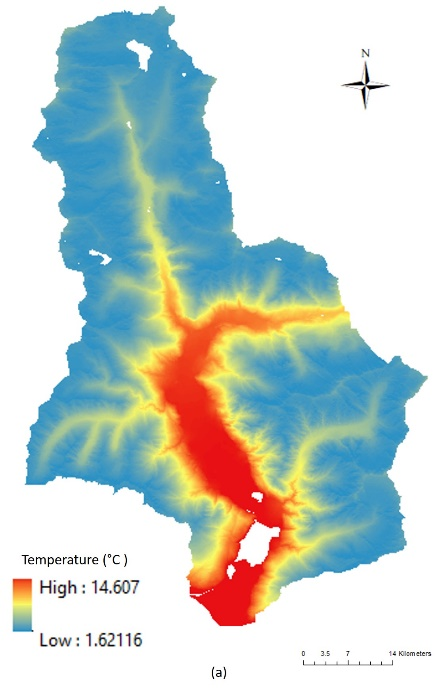 N
Temperature (°C )
High : 14.607
Low : 1.62116
0 3.5 7 14 Kilometers
(a)